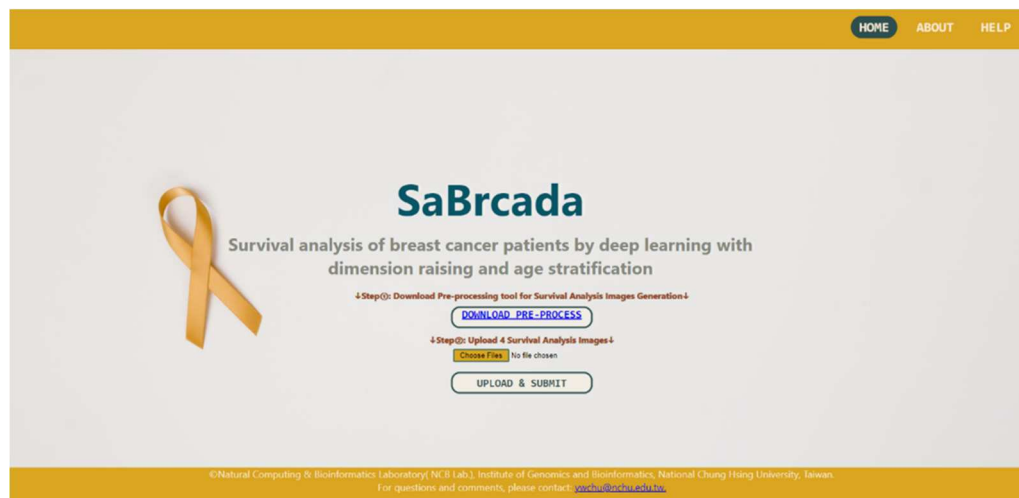 HOME ABOUT HELP
SaBrcada
Survival analysis of breast cancer patients by deep learning with
dimension raising and age stratification
↓Step①: Download Pre-processing tool for Survival Analysis Images Generation↓
DOWNLOAD PRE-PROCESS
↓Step②: Upload 4 Survival Analysis Images↓
Choose Files No file chosen
UPLOAD & SUBMIT
©Natural Computing & Bioinformatics Laboratory( NCB Lab.), Institute of Genomics and Bioinformatics, National Chung Hsing University, Taiwan.
For questions and comments, please contact: ywchu@nchu.edu.tw.